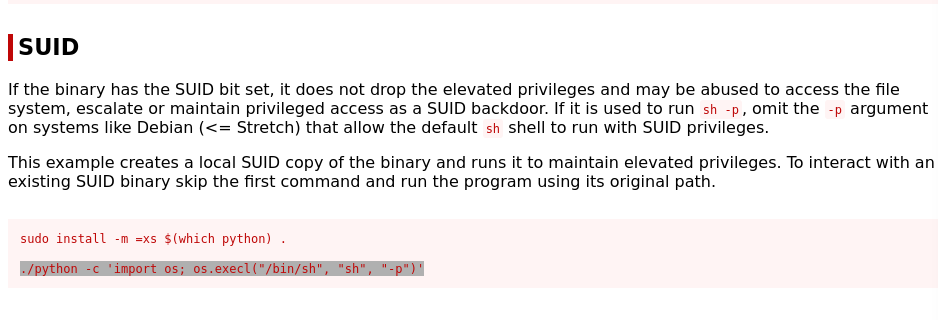 SUID
If the binary has the SUID bit set, it does not drop the elevated privileges and may be abused to access the file
system, escalate or maintain privileged access as a SUID backdoor. If it is used to run sh -p, omit the -p argument
on systems like Debian (<= Stretch) that allow the default sh shell to run with SUID privileges.
This example creates a local SUID copy of the binary and runs it to maintain elevated privileges. To interact with an
existing SUID binary skip the first command and run the program using its original path.
sudo install -m =xs $(which python) .
./python -c 'import os; os.execl("/bin/sh", "sh", "-p")'